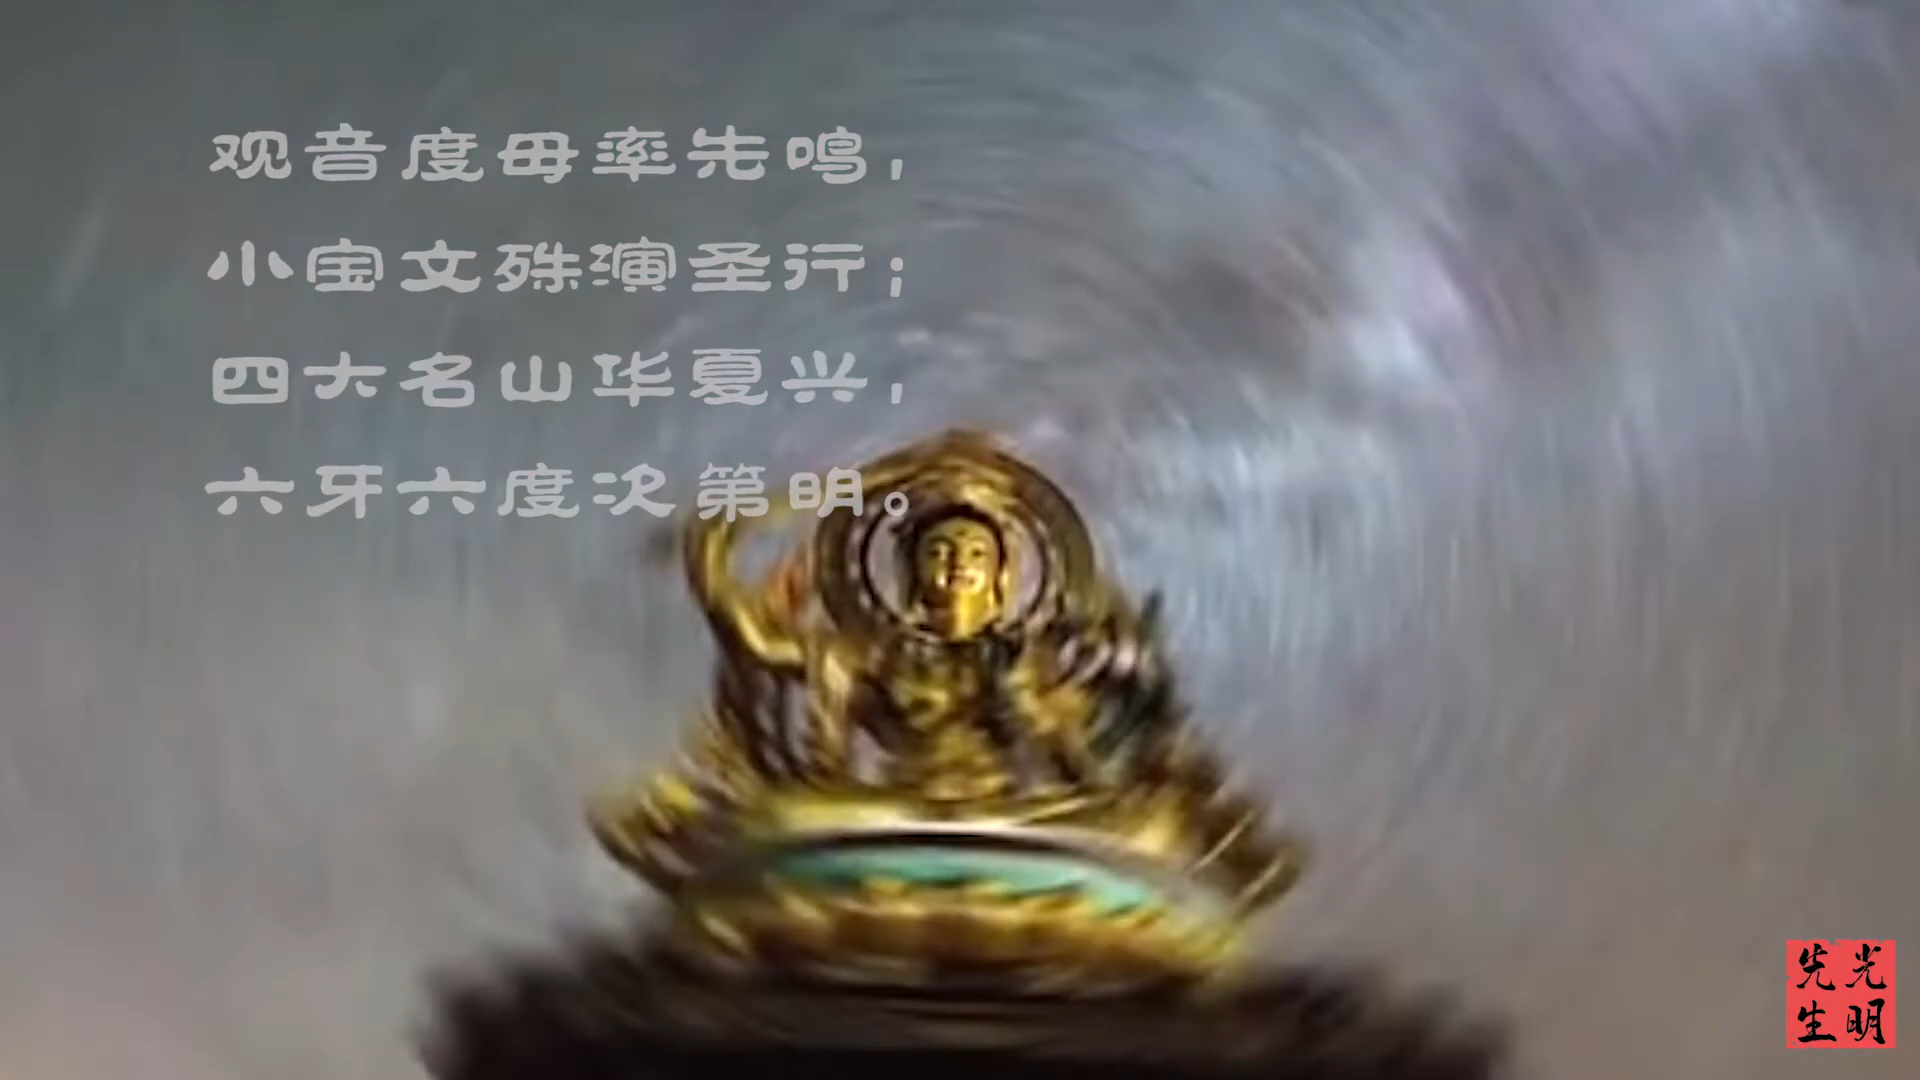 观音度母率先鸣，
小宝文殊演圣行；
四大名山华夏兴，
六牙六度次第明。
光明
先生